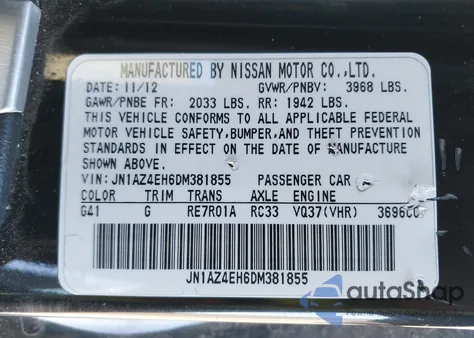 MANUFACTURED BY NISSAN MOTOR CO.,LTD.
DATE: 11/12 GVWR/PNBV: 3968 LBS.
GAWR/PNBE FR: 2033 LBS. RR: 1942 LBS.
THIS VEHICLE CONFORMS TO ALL APPLICABLE FEDERAL
MOTOR VEHICLE SAFETY,BUMPER,AND THEFT PREVENTION
STANDARDS IN EFFECT ON THE DATE OF MANUFACTURE
SHOWN ABOVE.
VIN: JN1AZ4EH6DM381855 PASSENGER CAR
COLOR TRIM TRANS AXLE ENGINE
G41 G RE7R01A RC33 VQ37(VHR) 3696CC
JN1AZ4EH6DM381855
autoShap